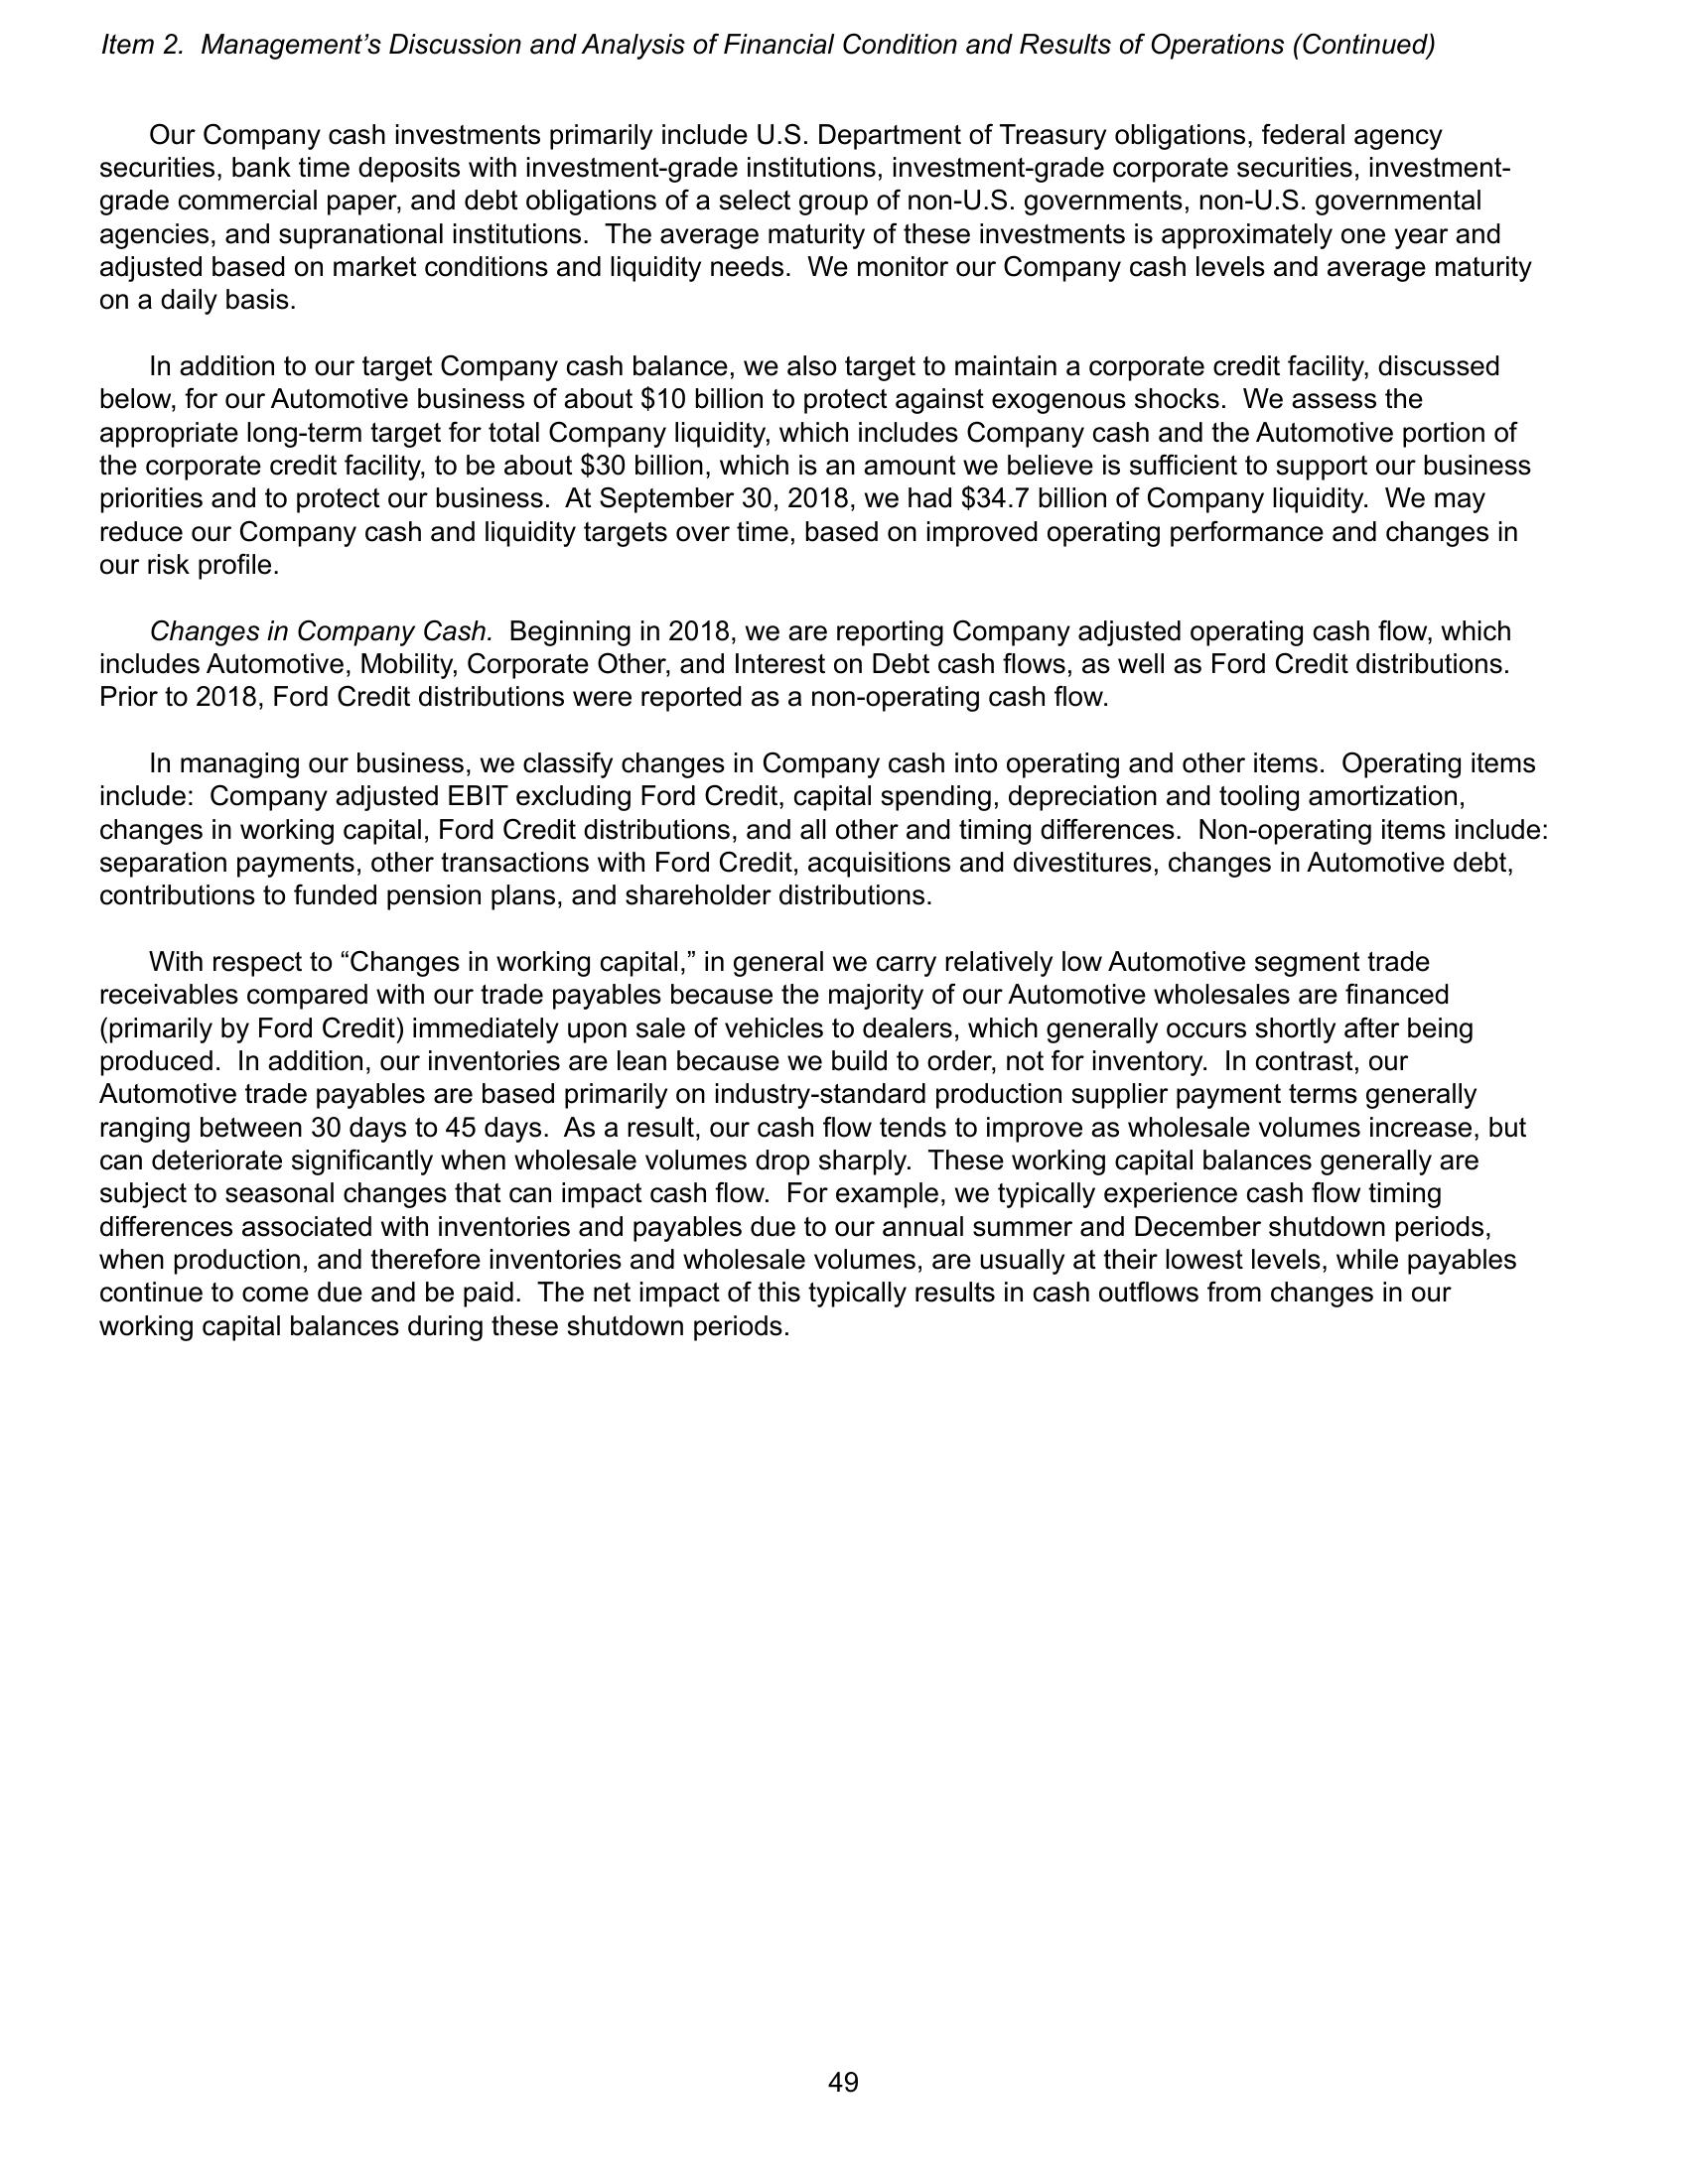 Item 2.  Management’s Discussion and Analysis of Financial Condition and Results of Operations (Continued)
Our Company cash investments primarily include U.S. Department of Treasury obligations, federal agency
securities, bank time deposits with investment-grade institutions, investment-grade corporate securities, investment-
grade commercial paper, and debt obligations of a select group of non-U.S. governments, non-U.S. governmental
agencies, and supranational institutions.  The average maturity of these investments is approximately one year and
adjusted based on market conditions and liquidity needs.  We monitor our Company cash levels and average maturity
on a daily basis.
In addition to our target Company cash balance, we also target to maintain a corporate credit facility, discussed
below, for our Automotive business of about $10 billion to protect against exogenous shocks.  We assess the
appropriate long-term target for total Company liquidity, which includes Company cash and the Automotive portion of
the corporate credit facility, to be about $30 billion, which is an amount we believe is sufficient to support our business
priorities and to protect our business.  At September 30, 2018, we had $34.7 billion of Company liquidity.  We may
reduce our Company cash and liquidity targets over time, based on improved operating performance and changes in
our risk profile.
Changes in Company Cash.  Beginning in 2018, we are reporting Company adjusted operating cash flow, which
includes Automotive, Mobility, Corporate Other, and Interest on Debt cash flows, as well as Ford Credit distributions.
Prior to 2018, Ford Credit distributions were reported as a non-operating cash flow.
In managing our business, we classify changes in Company cash into operating and other items.  Operating items
include:  Company adjusted EBIT excluding Ford Credit, capital spending, depreciation and tooling amortization,
changes in working capital, Ford Credit distributions, and all other and timing differences.  Non-operating items include:
separation payments, other transactions with Ford Credit, acquisitions and divestitures, changes in Automotive debt,
contributions to funded pension plans, and shareholder distributions.
With respect to “Changes in working capital,” in general we carry relatively low Automotive segment trade
receivables compared with our trade payables because the majority of our Automotive wholesales are financed
(primarily by Ford Credit) immediately upon sale of vehicles to dealers, which generally occurs shortly after being
produced.  In addition, our inventories are lean because we build to order, not for inventory.  In contrast, our
Automotive trade payables are based primarily on industry-standard production supplier payment terms generally
ranging between 30 days to 45 days.  As a result, our cash flow tends to improve as wholesale volumes increase, but
can deteriorate significantly when wholesale volumes drop sharply.  These working capital balances generally are
subject to seasonal changes that can impact cash flow.  For example, we typically experience cash flow timing
differences associated with inventories and payables due to our annual summer and December shutdown periods,
when production, and therefore inventories and wholesale volumes, are usually at their lowest levels, while payables
continue to come due and be paid.  The net impact of this typically results in cash outflows from changes in our
working capital balances during these shutdown periods.
49